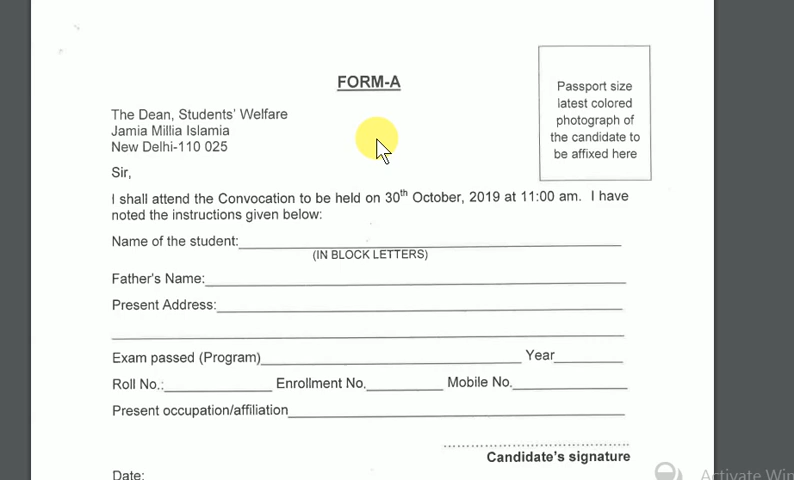 FORM-A
Passport size
latest colored
photograph of
the candidate to
be affixed here
The Dean, Students' Welfare
Jamia Millia Islamia
New Delhi-110 025
Sir,
I shall attend the Convocation to be held on 30th October, 2019 at 11:00 am. I have
noted the instructions given below:
Name of the student:
(IN BLOCK LETTERS)
Father's Name:
Present Address:
Exam passed (Program) Year
Roll No.: Enrollment No. Mobile No.
Present occupation/affiliation
Candidate's signature
Date:
Activate Win